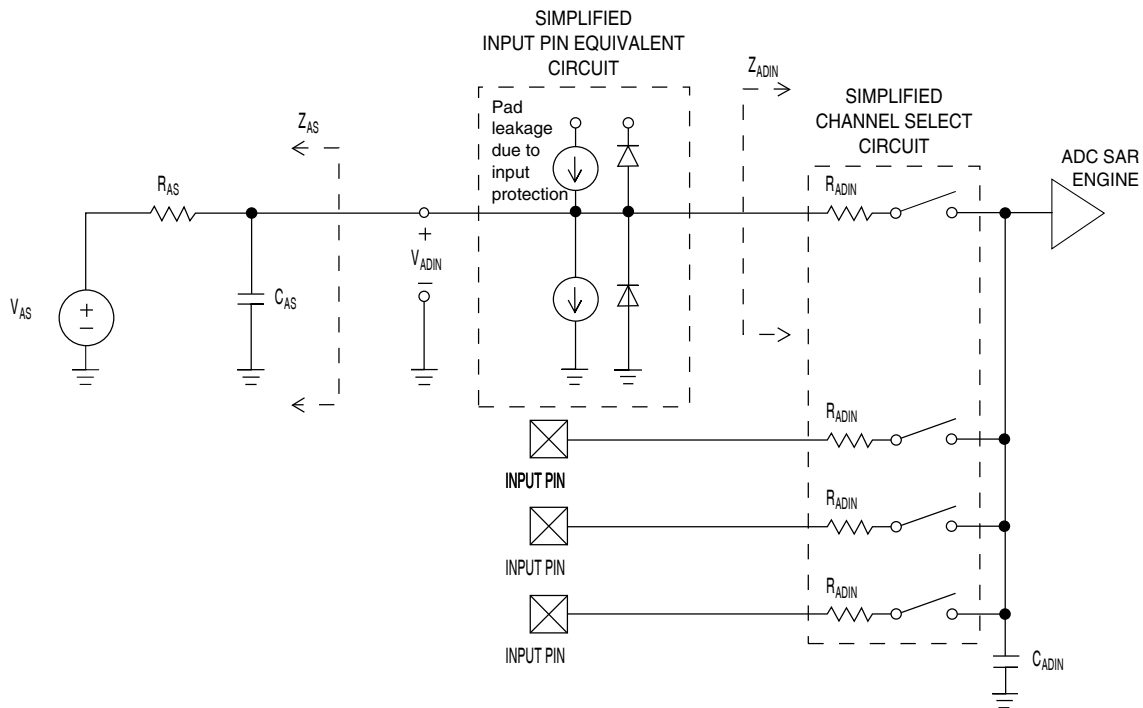 SIMPLIFIED
INPUT PIN EQUIVALENT
CIRCUIT
Z_ADIN
SIMPLIFIED
CHANNEL SELECT
CIRCUIT
Pad
leakage
due to
input
protection
Z_AS
ADC SAR
ENGINE
R_AS
R_ADIN
+
V_ADIN
–
C_AS
V_AS
+
–
R_ADIN
INPUT PIN
R_ADIN
INPUT PIN
R_ADIN
INPUT PIN
C_ADIN